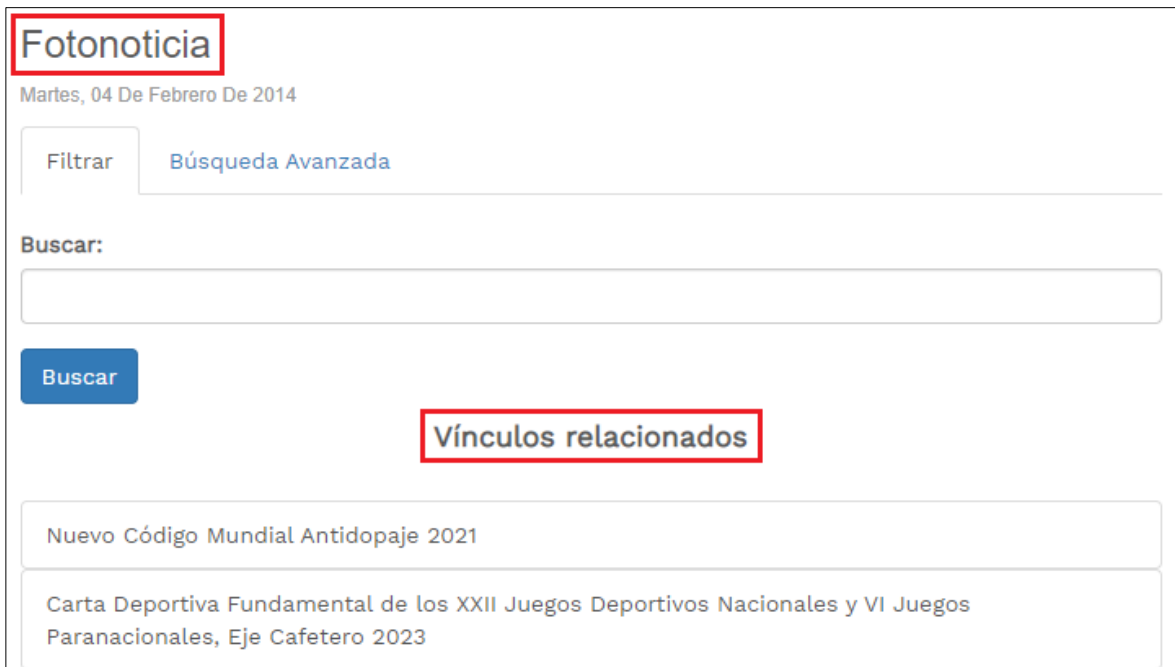 Fotonoticia
Martes, 04 De Febrero De 2014
Filtrar
Búsqueda Avanzada
Buscar:
Buscar
Vínculos relacionados
Nuevo Código Mundial Antidopaje 2021
Carta Deportiva Fundamental de los XXII Juegos Deportivos Nacionales y VI Juegos
Paranacionales, Eje Cafetero 2023